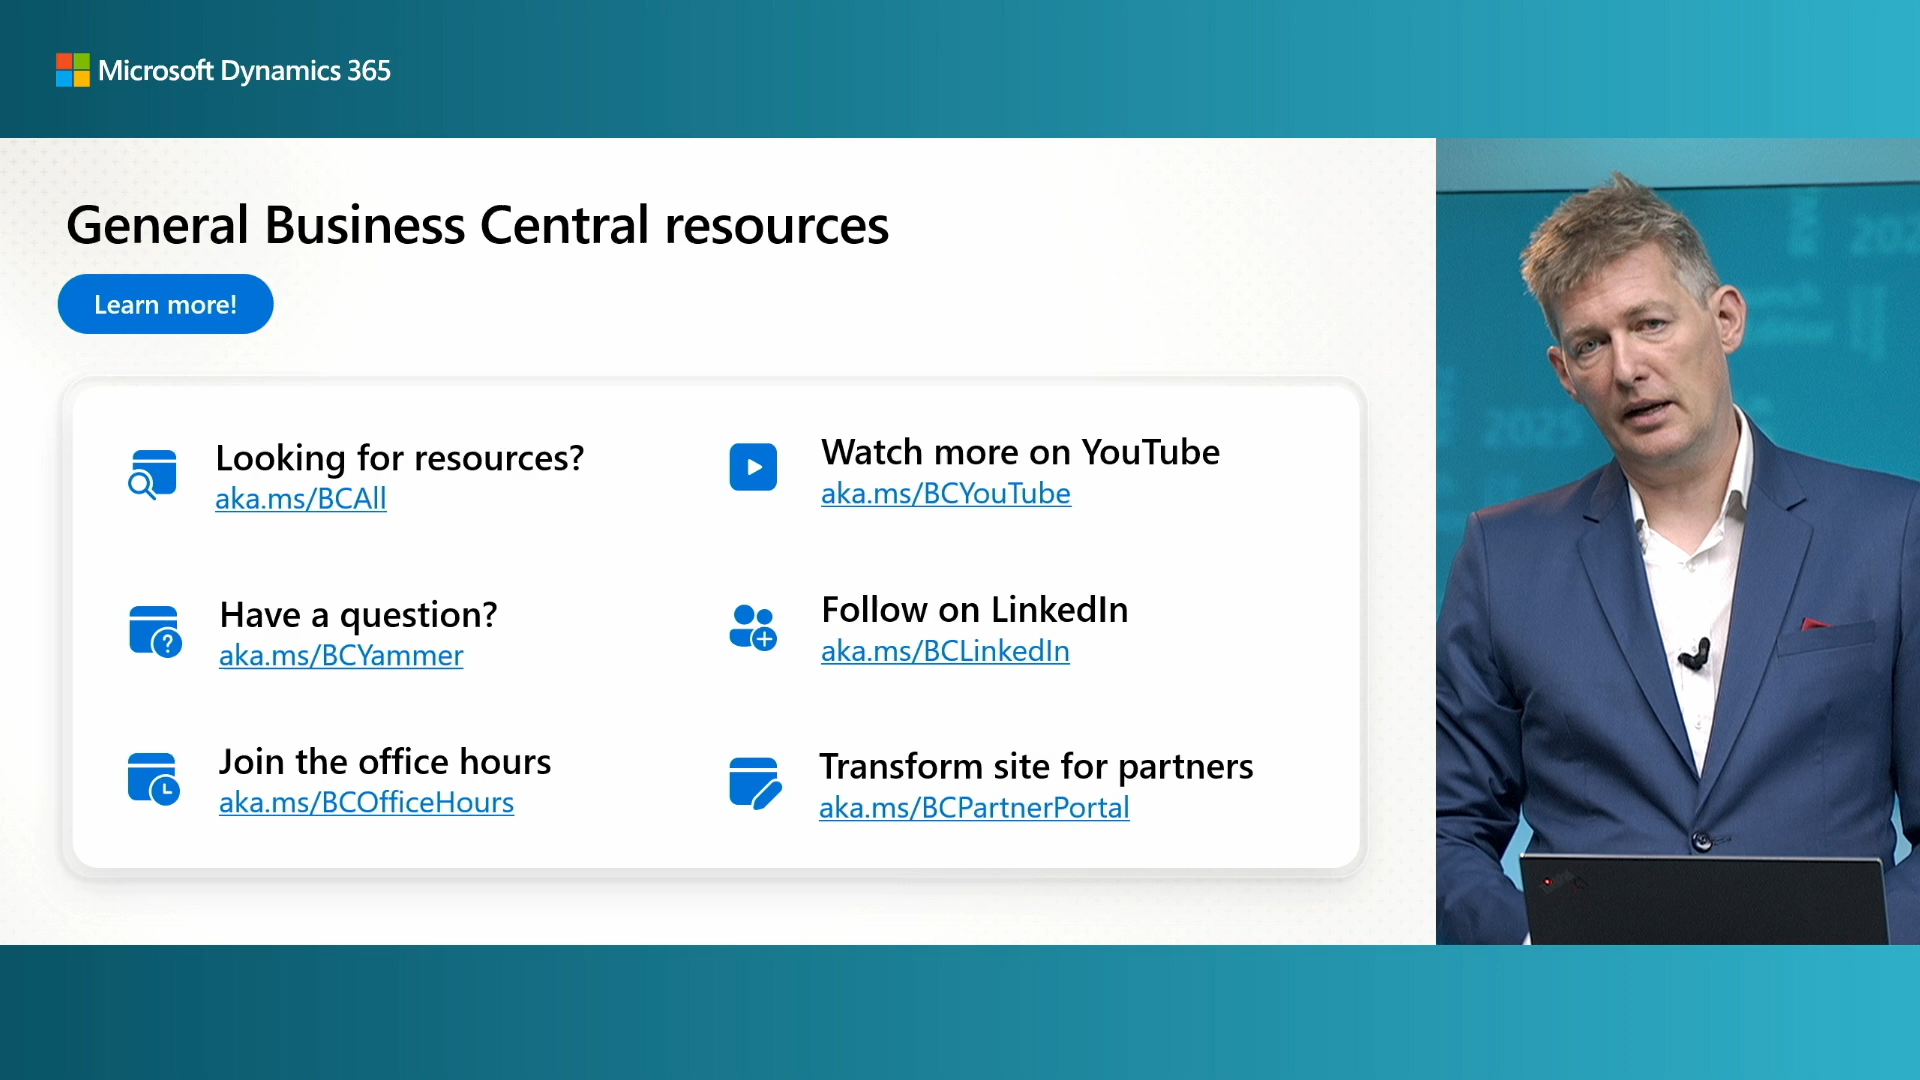 Microsoft Dynamics 365
General Business Central resources
Learn more!
Looking for resources?
aka.ms/BCAll
Have a question?
aka.ms/BCYammer
Join the office hours
aka.ms/BCOfficeHours
Watch more on YouTube
aka.ms/BCYouTube
Follow on LinkedIn
aka.ms/BCLinkedIn
Transform site for partners
aka.ms/BCPartnerPortal
2025